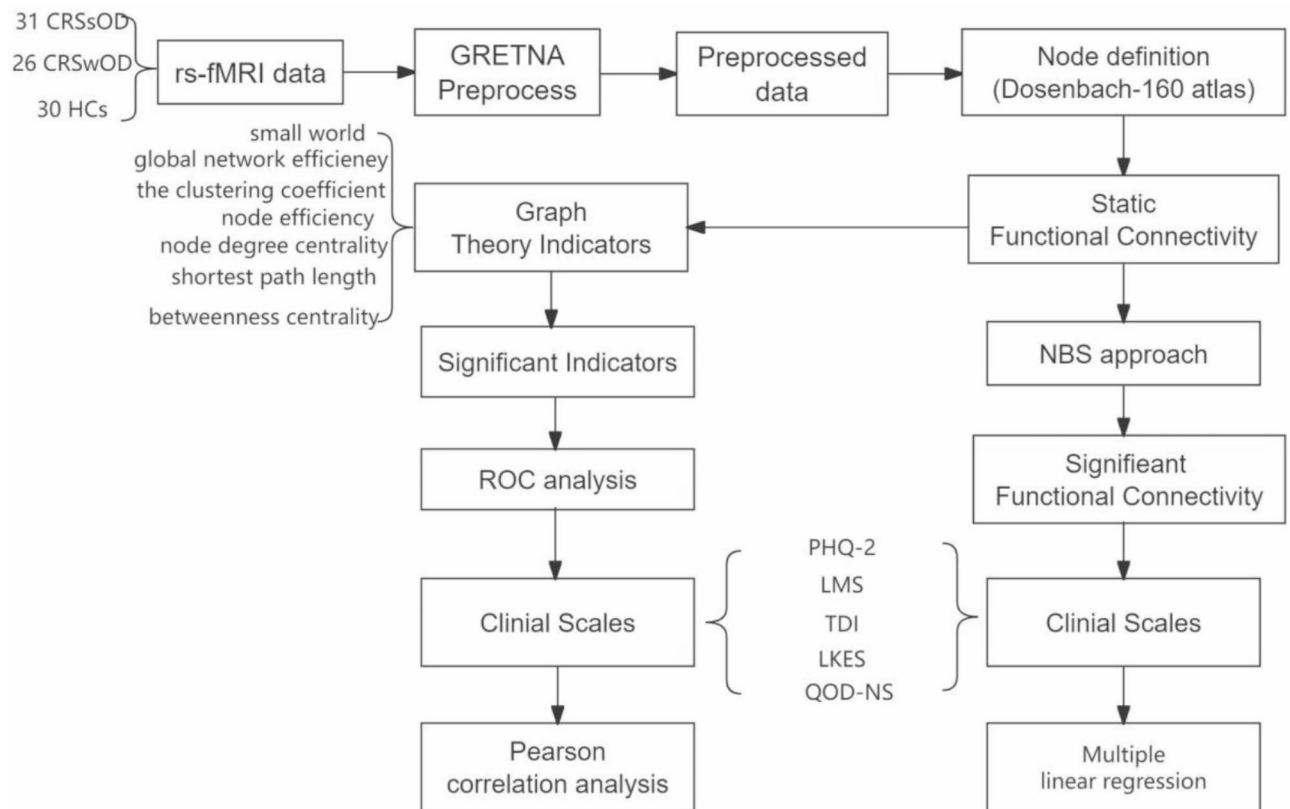 31 CRSsOD
26 CRSwOD
30 HCs
rs-fMRI data
GRETNA
Preprocess
Preprocessed
data
Node definition
(Dosenbach-160 atlas)
small world
global network efficieney
the clustering coefficient
node efficiency
node degree centrality
shortest path length
betweenness centrality
Graph
Theory Indicators
Static
Functional Connectivity
Significant Indicators
NBS approach
ROC analysis
Signifieant
Functional Connectivity
Clinial Scales
PHQ-2
LMS
TDI
LKES
QOD-NS
Clinial Scales
Pearson
correlation analysis
Multiple
linear regression